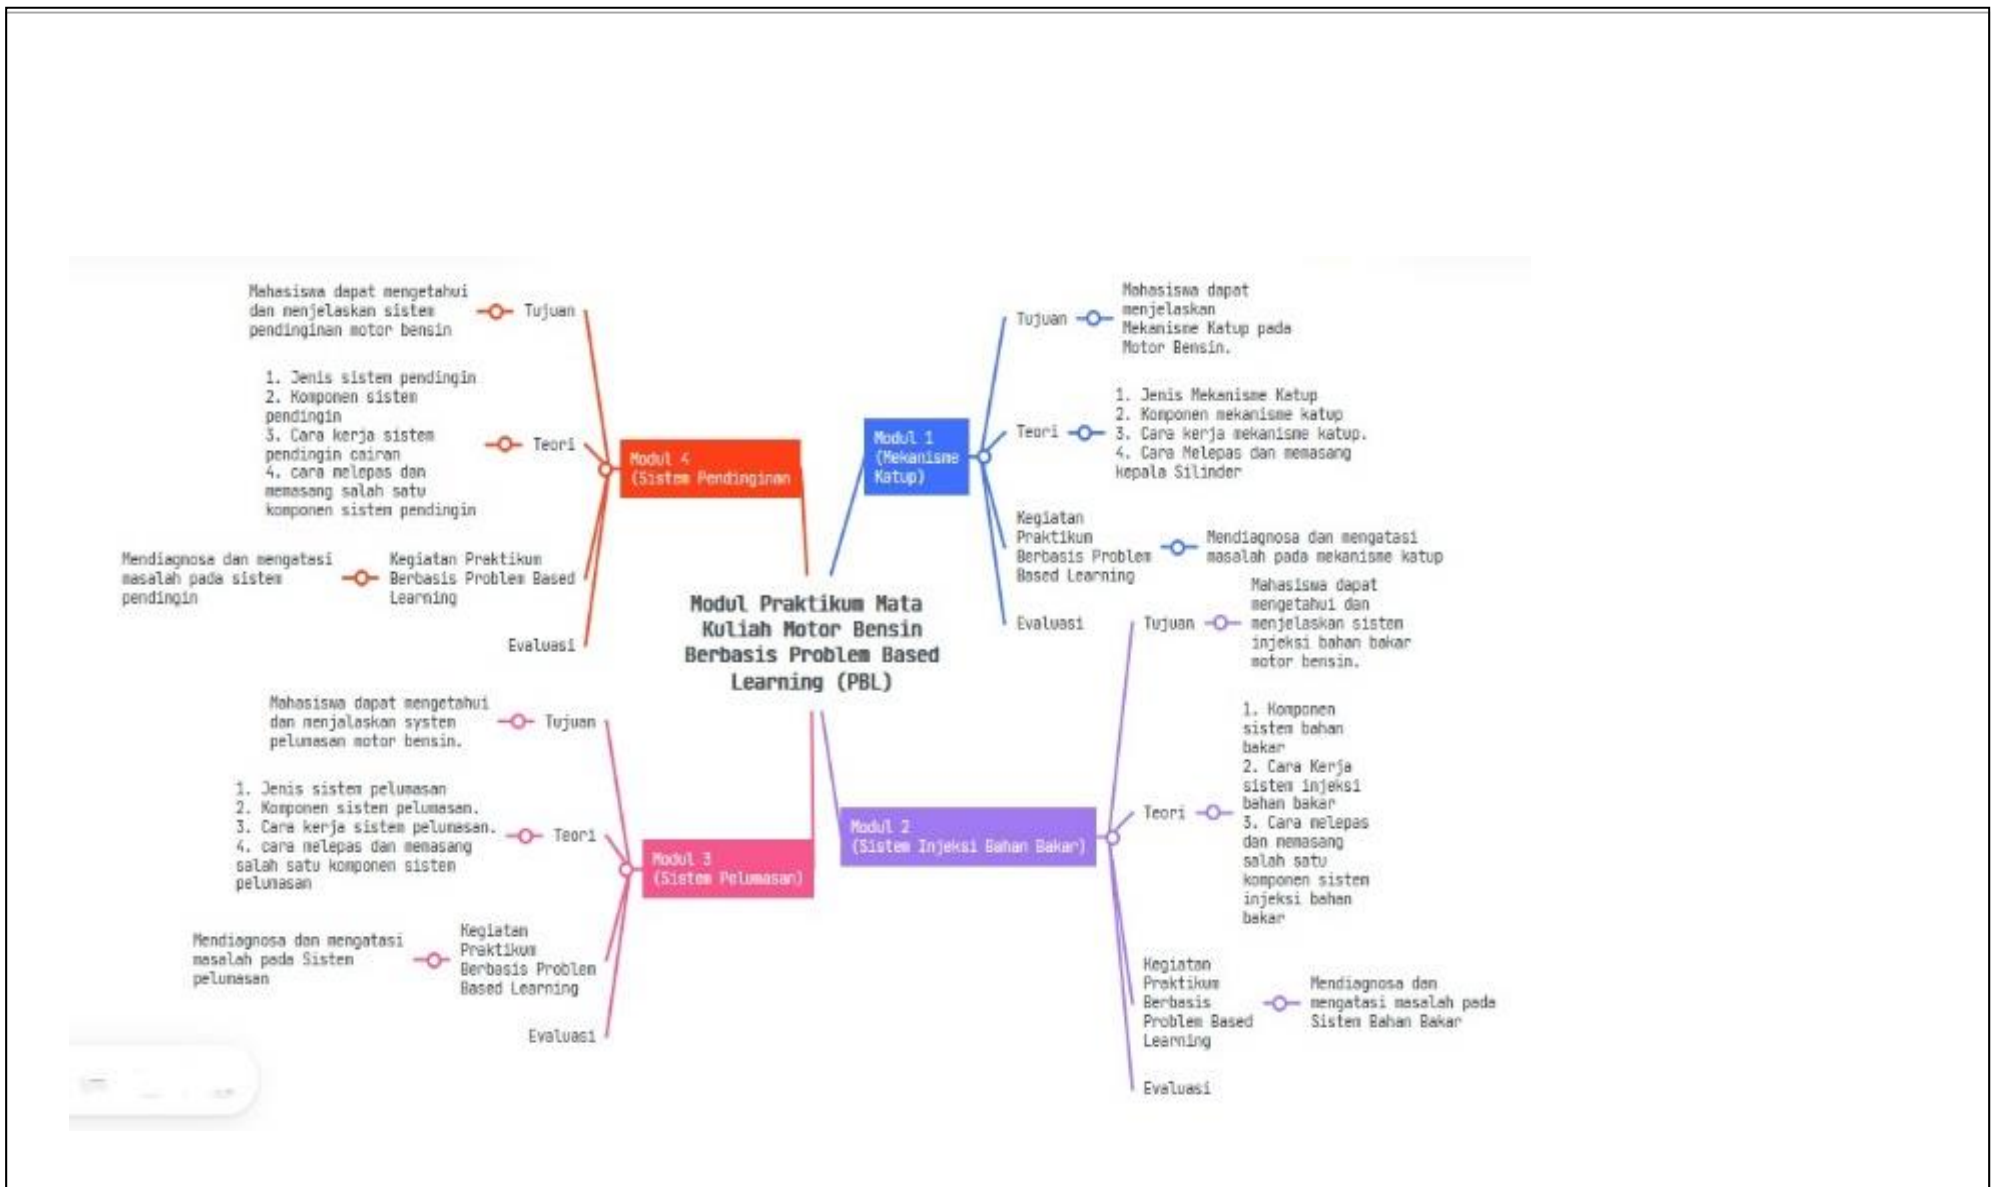 Modul Praktikum Mata
Kuliah Motor Bensin
Berbasis Problem Based
Learning (PBL)
Modul 1
(Mekanisme
Katup)
Tujuan
Mahasiswa dapat
menjelaskan
Mekanisme Katup pada
Motor Bensin.
Teori
1. Jenis Mekanisme Katup
2. Komponen mekanisme katup
3. Cara kerja mekanisme katup.
4. Cara Melepas dan memasang
kepala Silinder
Kegiatan
Praktikum
Berbasis Problem
Based Learning
Mendiagnosa dan mengatasi
masalah pada mekanisme katup
Evaluasi
Modul 2
(Sistem Injeksi Bahan Bakar)
Tujuan
Mahasiswa dapat
mengetahui dan
menjelaskan sistem
injeksi bahan bakar
motor bensin.
Teori
1. Komponen
sistem bahan
bakar
2. Cara Kerja
sistem injeksi
bahan bakar
3. Cara melepas
dan memasang
salah satu
komponen sistem
injeksi bahan
bakar
Kegiatan
Praktikum
Berbasis
Problem Based
Learning
Mendiagnosa dan
mengatasi masalah pada
Sistem Bahan Bakar
Evaluasi
Modul 3
(Sistem Pelumasan)
Tujuan
Mahasiswa dapat mengetahui
dan menjalaskan system
pelumasan motor bensin.
Teori
1. Jenis sistem pelumasan
2. Komponen sistem pelumasan.
3. Cara kerja sistem pelumasan.
4. cara melepas dan memasang
salah satu komponen sistem
pelumasan
Kegiatan
Praktikum
Berbasis Problem
Based Learning
Mendiagnosa dan mengatasi
masalah pada Sistem
pelumasan
Evaluasi
Modul 4
(Sistem Pendinginan
Tujuan
Mahasiswa dapat mengetahui
dan menjelaskan sistem
pendinginan motor bensin
Teori
1. Jenis sistem pendingin
2. Komponen sistem
pendingin
3. Cara kerja sistem
pendingin cairan
4. cara melepas dan
memasang salah satu
komponen sistem pendingin
Kegiatan Praktikum
Berbasis Problem Based
Learning
Mendiagnosa dan mengatasi
masalah pada sistem
pendingin
Evaluasi